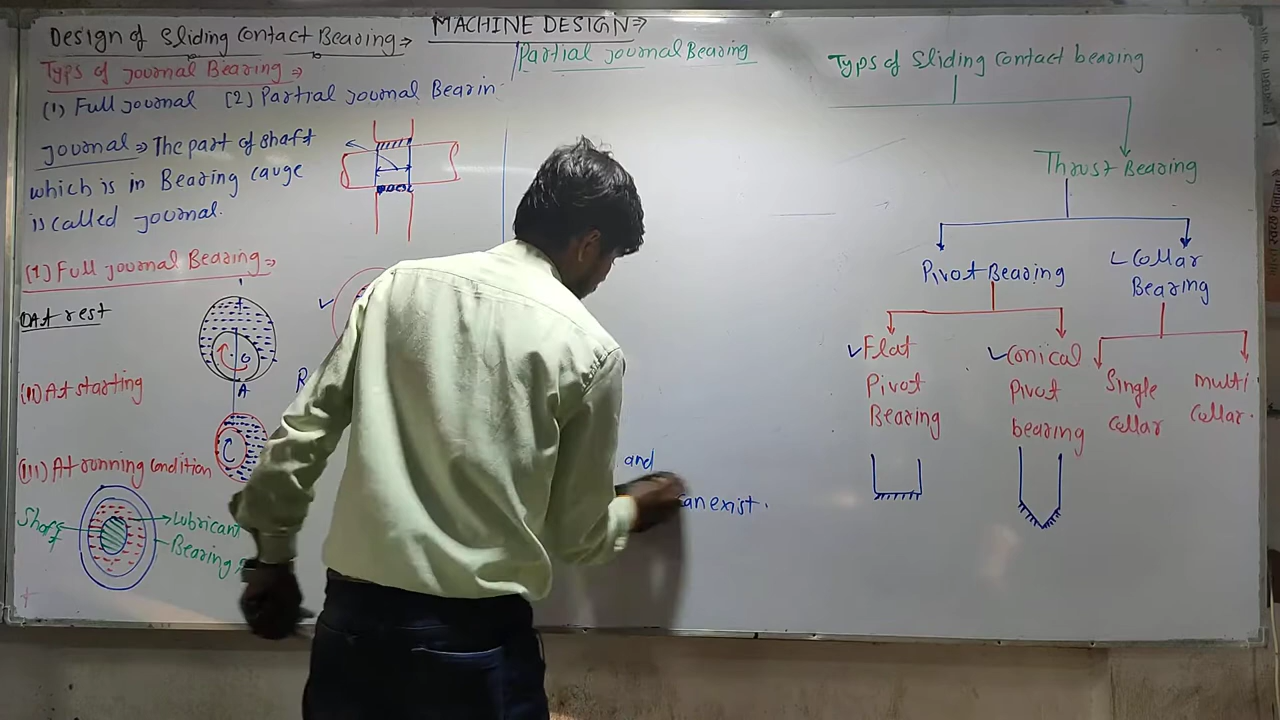 MACHINE DESIGN⇒
Design of Sliding Contact Bearing⇒
Typs of Journal Bearing⇒
(1) Full Journal (2) Partial Journal Bearin
Journal⇒ The part of shaft
which is in Bearing cauge
is called journal.
(1) Full Journal Bearing⇒
(I) At rest
O
A
(II) At starting
(III) At running condition
Shaft
Lubricant
Bearing
Partial Journal Bearing
and
can exist.
Typs of Sliding Contact bearing
Thrust Bearing
Pivot Bearing
Collar
Bearing
Flat
Pivot
Bearing
Conical
Pivot
bearing
Single
collar
multi
Collar.